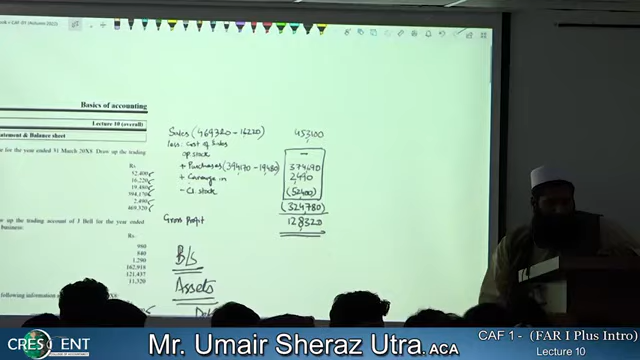 Basics of accounting
Lecture 10 (overall)
statement & Balance sheet
for the year ended 31 March 20X8. Draw up the trading
Rs
52,400
16,220
19,480
394,170
2,490
469,320
up the trading account of J Bell for the year ended
business:
Rs.
980
840
1,290
162,918
121,437
11,320
following information
Sales (469320 - 16220) 453100
less: cost of Sales
op. stock -
+ Purchases (394170 - 19480) 374690
+ Carriage in 2490
- Cl. stock (52400)
(324780)
Gross Profit 128320
B/s
Assets
CRESCENT
Mr. Umair Sheraz Utra, ACA
CAF 1 - (FAR I Plus Intro)
Lecture 10